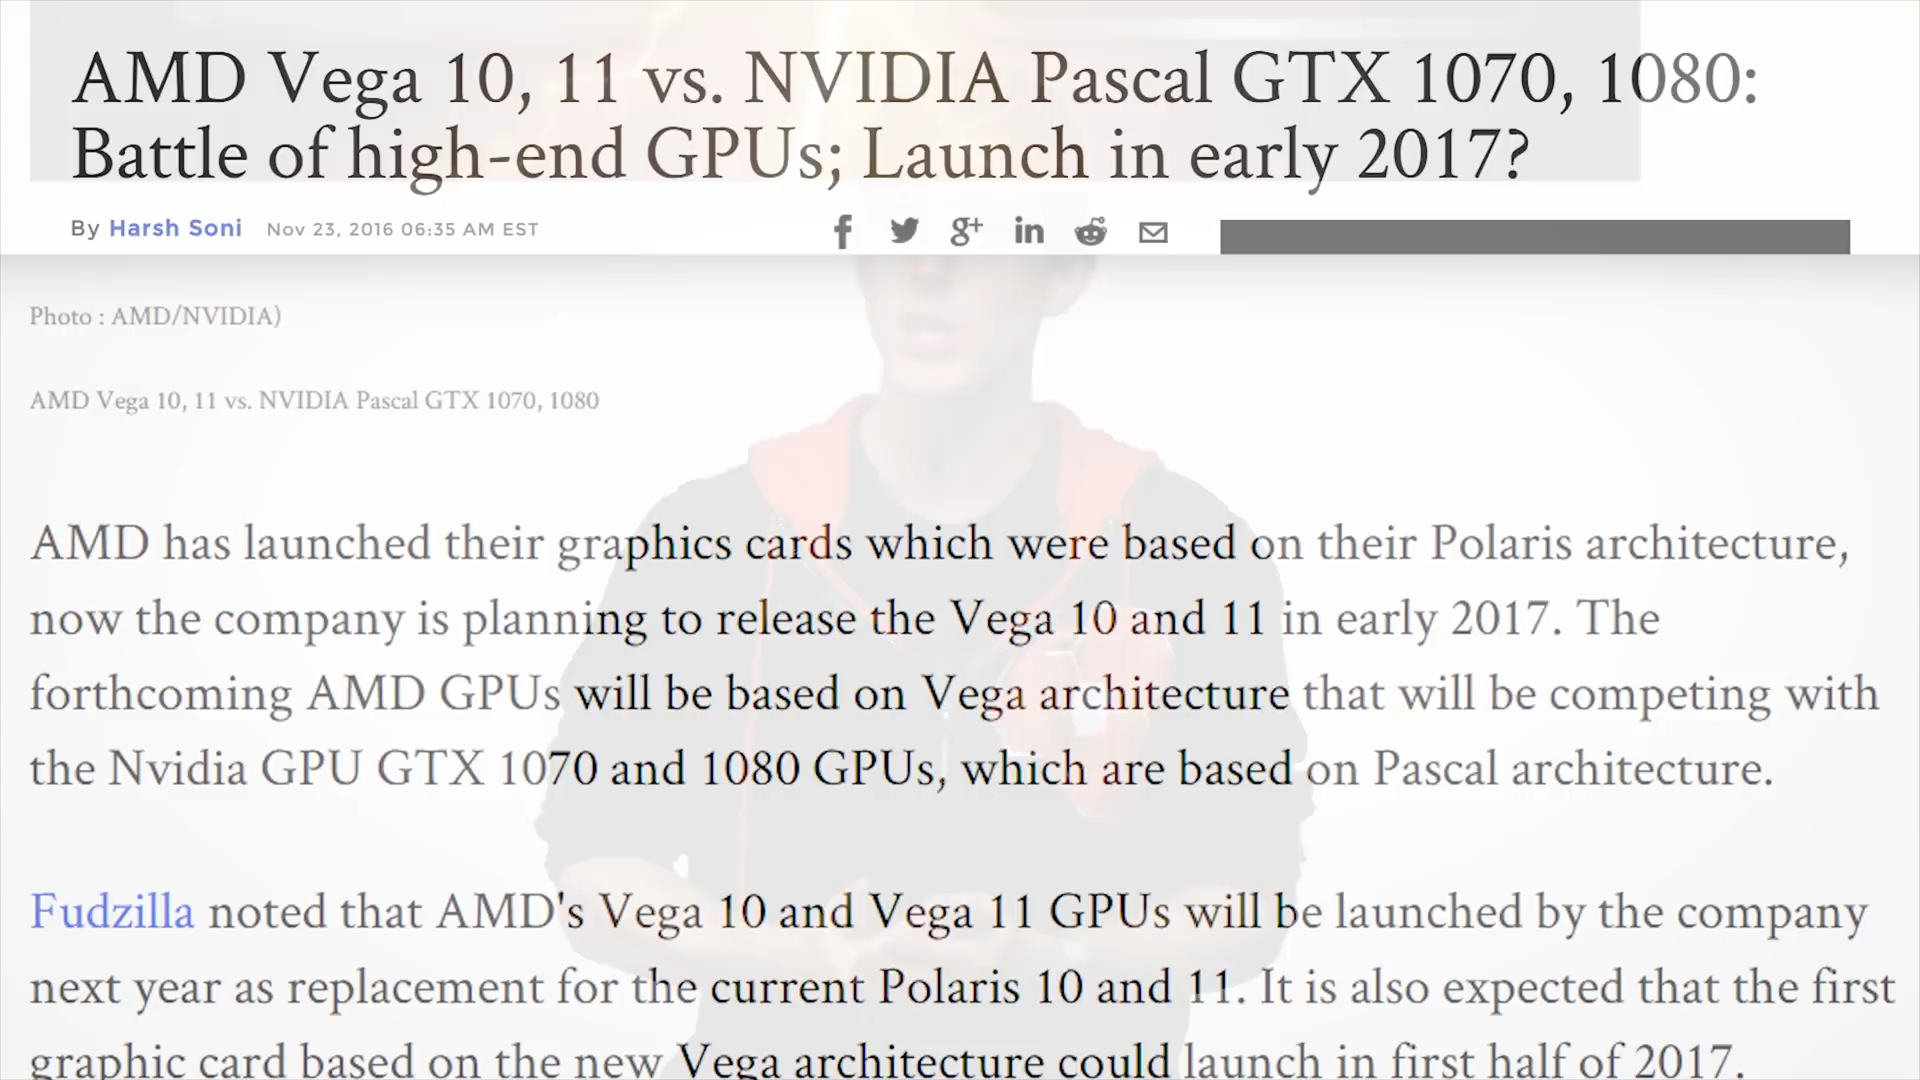 AMD Vega 10, 11 vs. NVIDIA Pascal GTX 1070, 1080:
Battle of high-end GPUs; Launch in early 2017?
By Harsh Soni Nov 23, 2016 06:35 AM EST
Photo : AMD/NVIDIA)
AMD Vega 10, 11 vs. NVIDIA Pascal GTX 1070, 1080
AMD has launched their graphics cards which were based on their Polaris architecture,
now the company is planning to release the Vega 10 and 11 in early 2017. The
forthcoming AMD GPUs will be based on Vega architecture that will be competing with
the Nvidia GPU GTX 1070 and 1080 GPUs, which are based on Pascal architecture.
Fudzilla noted that AMD's Vega 10 and Vega 11 GPUs will be launched by the company
next year as replacement for the current Polaris 10 and 11. It is also expected that the first
graphic card based on the new Vega architecture could launch in first half of 2017.